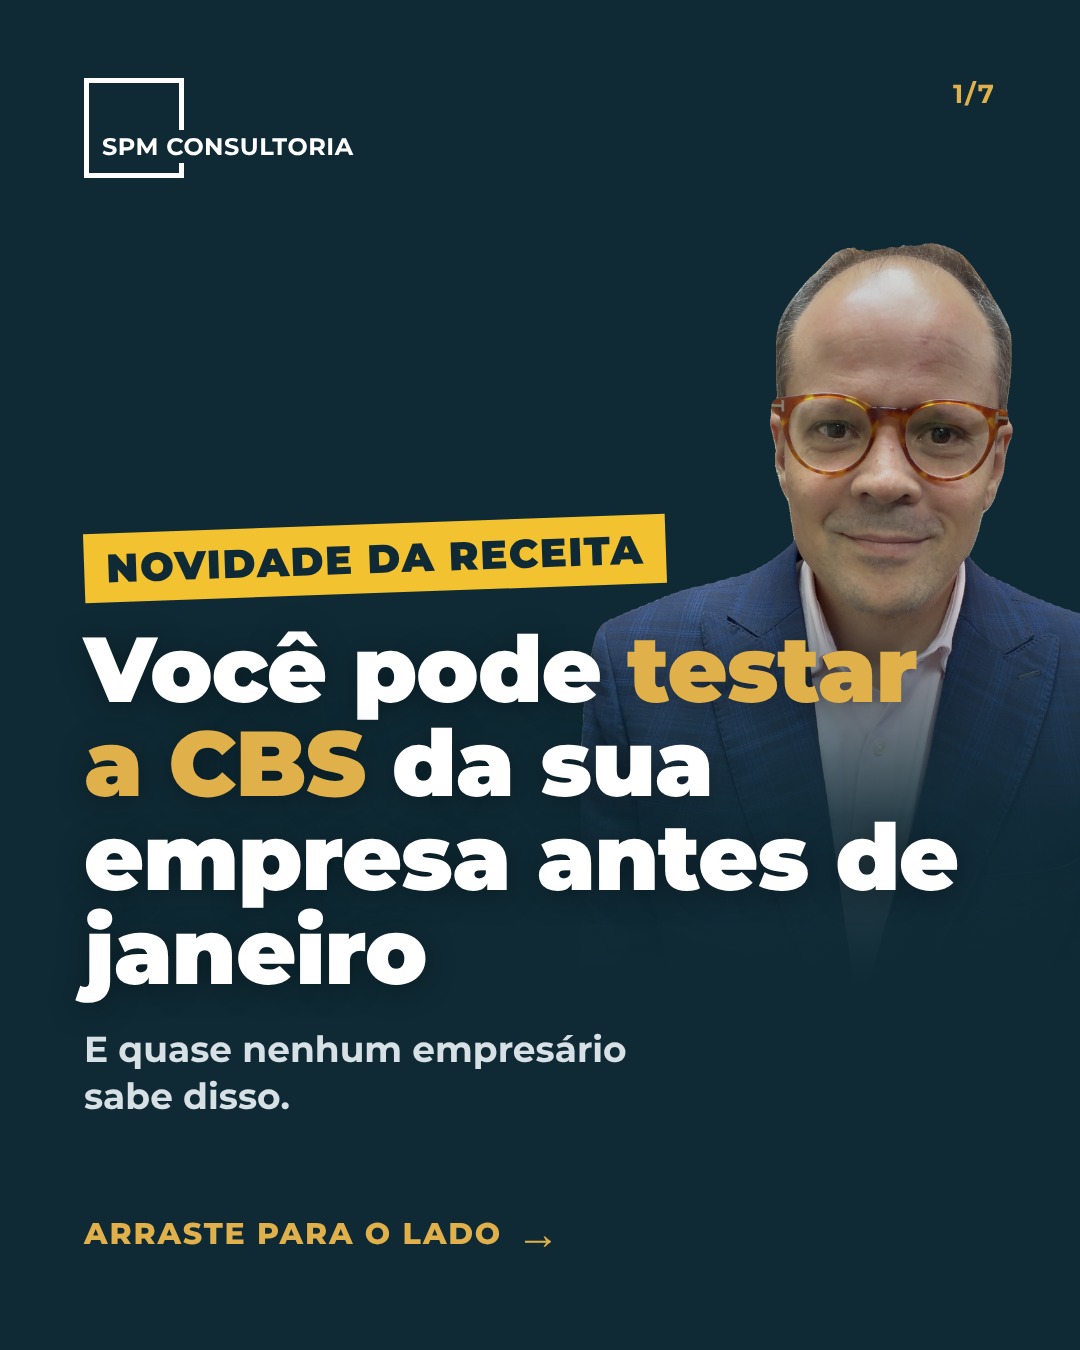 SPM CONSULTORIA
1/7
NOVIDADE DA RECEITA
Você pode testar
a CBS da sua
empresa antes de
janeiro
E quase nenhum empresário
sabe disso.
ARRASTE PARA O LADO →